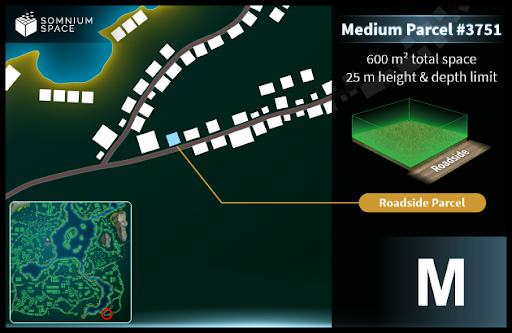 SOMNIUM
SPACE
Medium Parcel #3751
600 m² total space
25 m height & depth limit
Roadside
Roadside Parcel
M